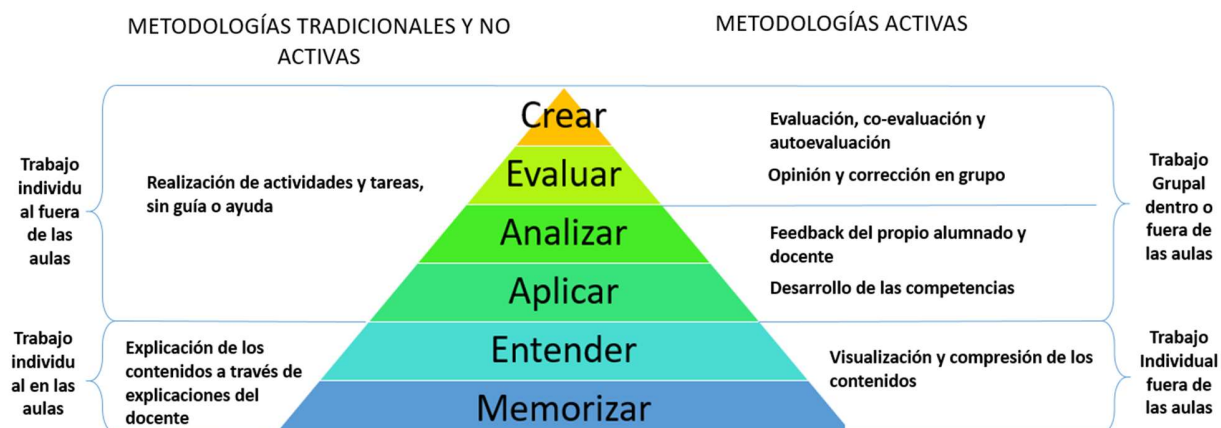 METODOLOGÍAS TRADICIONALES Y NO
ACTIVAS
METODOLOGÍAS ACTIVAS
Trabajo
individu
al fuera
de las
aulas
Realización de actividades y tareas,
sin guía o ayuda
Trabajo
individu
al en las
aulas
Explicación de los
contenidos a través de
explicaciones del
docente
Crear
Evaluar
Analizar
Aplicar
Entender
Memorizar
Evaluación, co-evaluación y
autoevaluación
Opinión y corrección en grupo
Feedback del propio alumnado y
docente
Desarrollo de las competencias
Visualización y compresión de los
contenidos
Trabajo
Grupal
dentro o
fuera de
las aulas
Trabajo
Individual
fuera de
las aulas